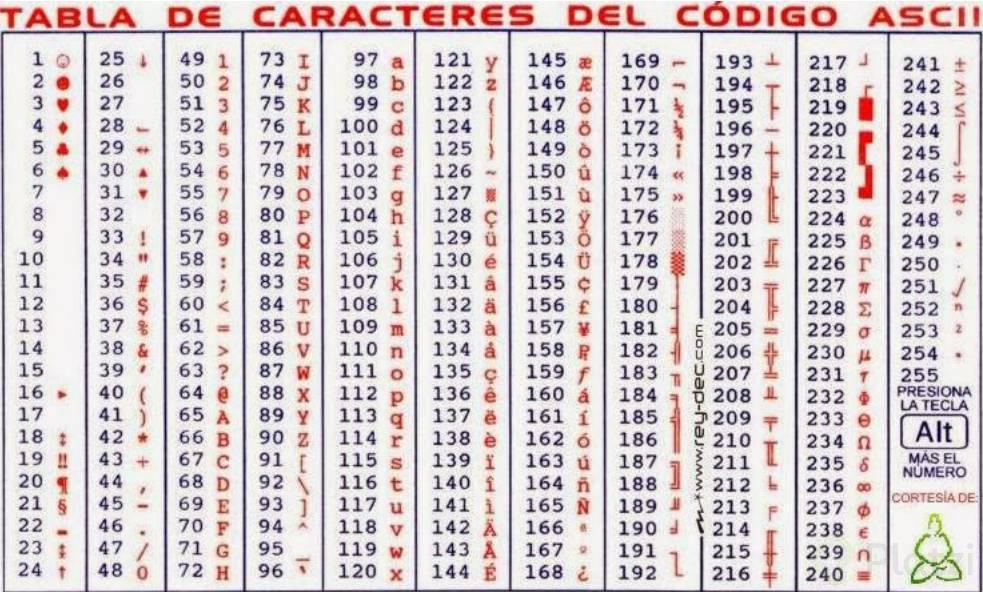 TABLA DE CARACTERES DEL CÓDIGO ASCII
1 ☺
2 ☻
3 ♥
4 ♦
5 ♣
6 ♠
7
8
9
10
11
12
13
14
15
16 ►
17
18 ↕
19 ‼
20 ¶
21 §
22 ▬
23 ↨
24 ↑
25 ↓
26
27
28 ∟
29 ↔
30 ▲
31 ▼
32
33 !
34 "
35 #
36 $
37 %
38 &
39 '
40 (
41 )
42 *
43 +
44 ,
45 -
46 .
47 /
48 0
49 1
50 2
51 3
52 4
53 5
54 6
55 7
56 8
57 9
58 :
59 ;
60 <
61 =
62 >
63 ?
64 @
65 A
66 B
67 C
68 D
69 E
70 F
71 G
72 H
73 I
74 J
75 K
76 L
77 M
78 N
79 O
80 P
81 Q
82 R
83 S
84 T
85 U
86 V
87 W
88 X
89 Y
90 Z
91 [
92 \
93 ]
94 ^
95 _
96 `
97 a
98 b
99 c
100 d
101 e
102 f
103 g
104 h
105 i
106 j
107 k
108 l
109 m
110 n
111 o
112 p
113 q
114 r
115 s
116 t
117 u
118 v
119 w
120 x
121 y
122 z
123 {
124 |
125 }
126 ~
127 ▒
128 Ç
129 ü
130 é
131 â
132 ä
133 à
134 å
135 ç
136 ê
137 ë
138 è
139 ï
140 î
141 ì
142 Ä
143 Å
144 É
145 æ
146 Æ
147 ô
148 ö
149 ò
150 û
151 ù
152 ÿ
153 Ö
154 Ü
155 ¢
156 £
157 ¥
158 ₧
159 ƒ
160 á
161 í
162 ó
163 ú
164 ñ
165 Ñ
166 ª
167 º
168 ¿
169 ⌐
170 ¬
171 ½
172 ¼
173 ¡
174 «
175 »
176 ░
177 ▒
178 ▓
179 │
180 ┤
181 ╡
182 ╢
183 ╖
184 ╕
185 ╣
186 ║
187 ╗
188 ╝
189 ╜
190 ╛
191 ┐
192 └
193 ┴
194 ┬
195 ├
196 ─
197 ┼
198 ╞
199 ╟
200 ╚
201 ╔
202 ╩
203 ╦
204 ╠
205 ═
206 ╬
207 ╧
208 ╨
209 ╤
210 ╥
211 ╙
212 ╘
213 ╒
214 ╓
215 ╫
216 ╪
217 ┘
218 ┌
219 █
220 ▄
221 ▌
222 ▐
223 ▀
224 α
225 ß
226 Γ
227 π
228 Σ
229 σ
230 µ
231 τ
232 Φ
233 Θ
234 Ω
235 δ
236 ∞
237 φ
238 ε
239 ∩
240 ≡
241 ±
242 ≥
243 ≤
244 ⌠
245 ⌡
246 ÷
247 ≈
248 °
249 ∙
250 ·
251 √
252 ⁿ
253 ²
254 ▪
255
PRESIONA
LA TECLA
Alt
MÁS EL
NÚMERO
CORTESÍA DE:
www.rey-dec.com
Platzi